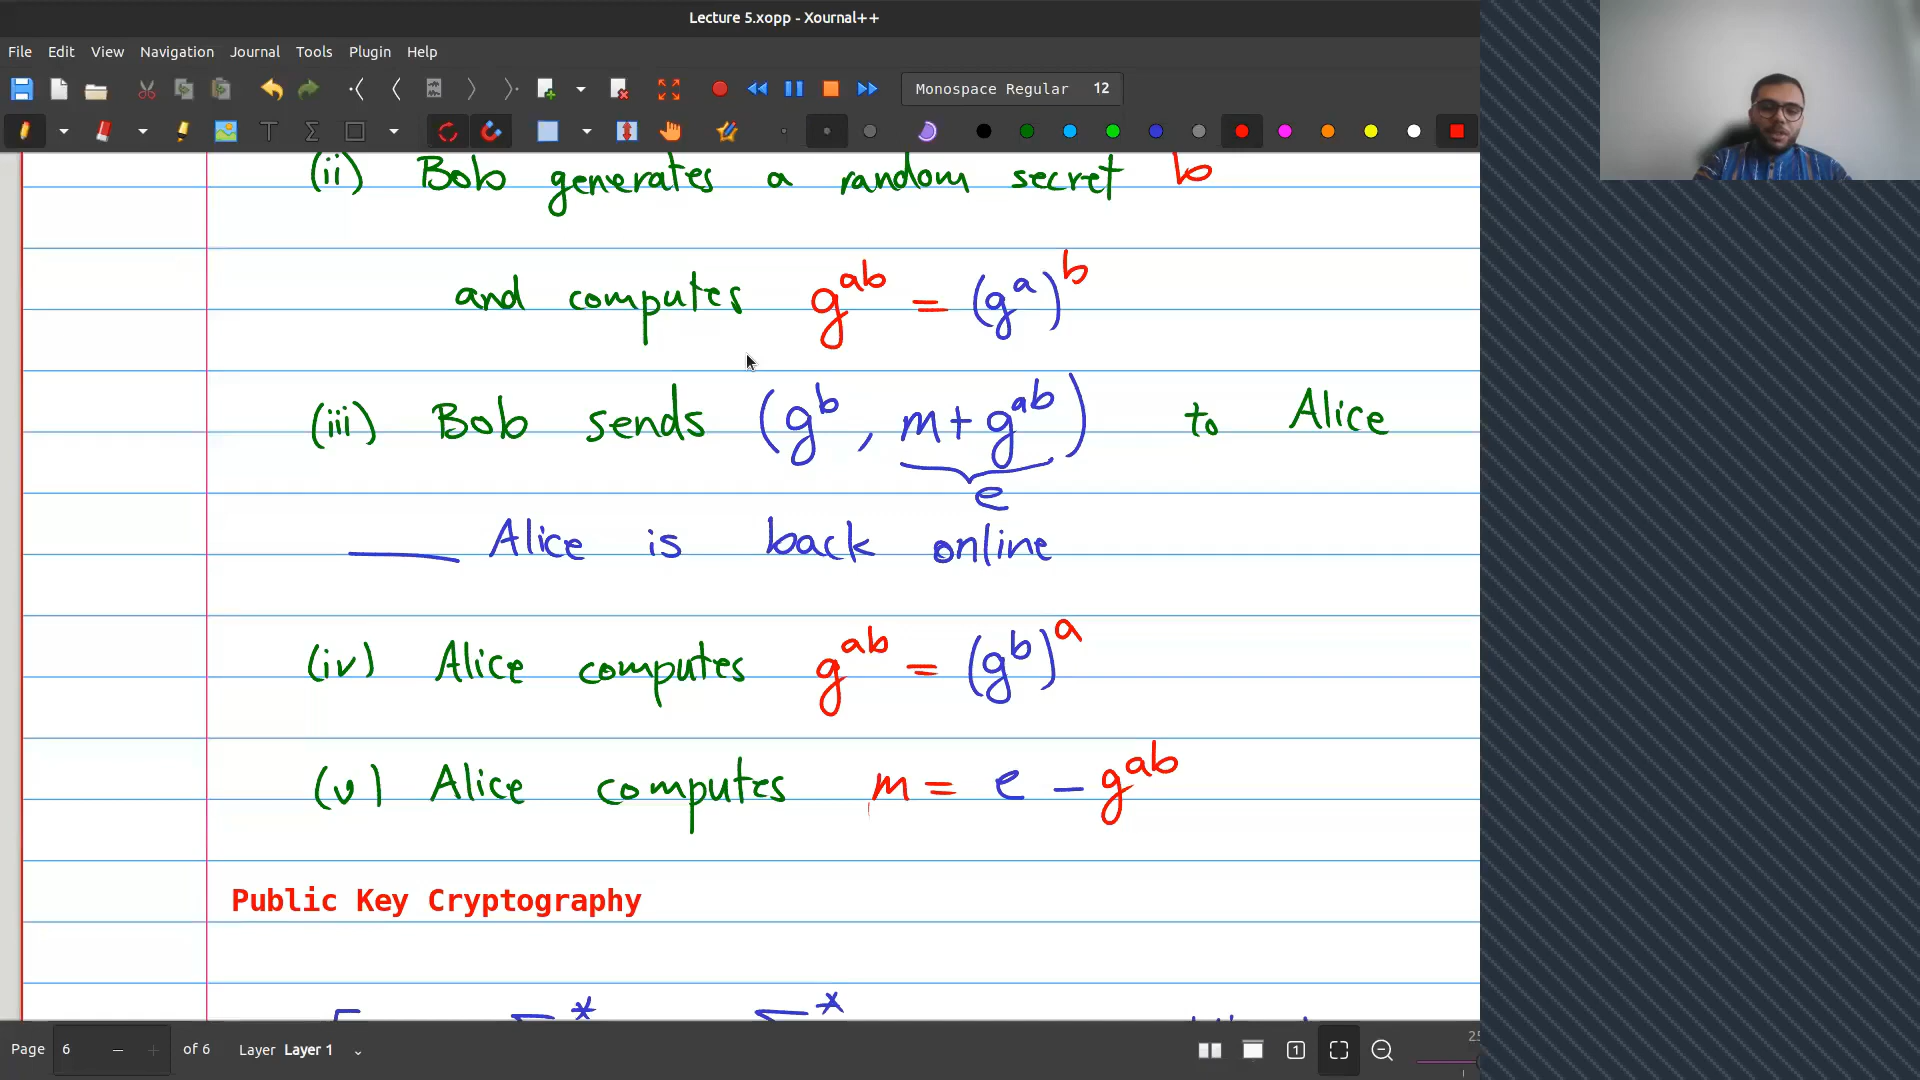 Lecture 5.xopp - Xournal++
File Edit View Navigation Journal Tools Plugin Help
Monospace Regular 12
(ii) Bob generates a random secret b
and computes g^ab = (g^a)^b
(iii) Bob sends (g^b, m + g^ab) to Alice
e
Alice is back online
(iv) Alice computes g^ab = (g^b)^a
(v) Alice computes m = e - g^ab
Public Key Cryptography
Page 6 of 6 Layer Layer 1